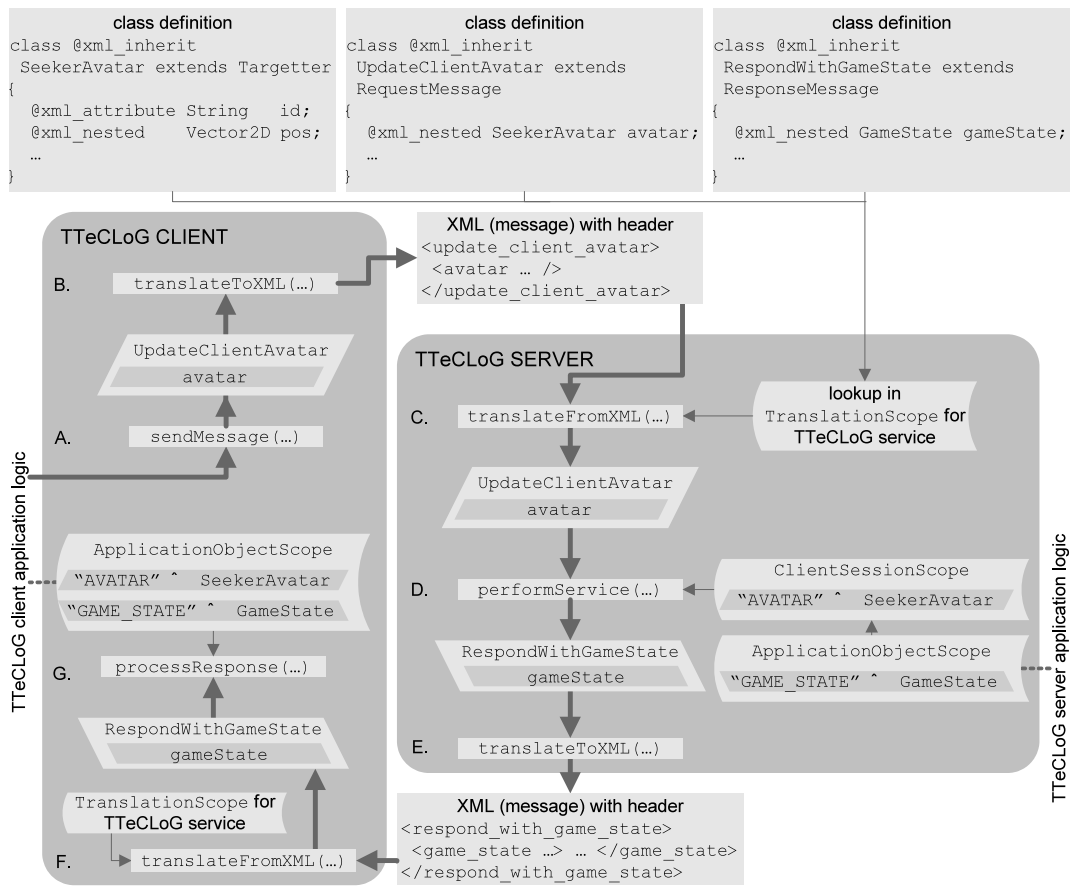 class definition
class @xml_inherit
SeekerAvatar extends Targetter
{
@xml_attribute String id;
@xml_nested Vector2D pos;
…
}
class definition
class @xml_inherit
UpdateClientAvatar extends
RequestMessage
{
@xml_nested SeekerAvatar avatar;
…
}
class definition
class @xml_inherit
RespondWithGameState extends
ResponseMessage
{
@xml_nested GameState gameState;
…
}
TTeCLoG CLIENT
B.
translateToXML(…)
UpdateClientAvatar
avatar
A.
sendMessage(…)
TTeCLoG client application logic
ApplicationObjectScope
“AVATAR” ˆ SeekerAvatar
“GAME_STATE” ˆ GameState
G.
processResponse(…)
RespondWithGameState
gameState
TranslationScope for
TTeCLoG service
F.
translateFromXML(…)
XML (message) with header
<update_client_avatar>
<avatar … />
</update_client_avatar>
TTeCLoG SERVER
C.
translateFromXML(…)
lookup in
TranslationScope for
TTeCLoG service
UpdateClientAvatar
avatar
D.
performService(…)
ClientSessionScope
“AVATAR” ˆ SeekerAvatar
ApplicationObjectScope
“GAME_STATE” ˆ GameState
TTeCLoG server application logic
RespondWithGameState
gameState
E.
translateToXML(…)
XML (message) with header
<respond_with_game_state>
<game_state …> … </game_state>
</respond_with_game_state>